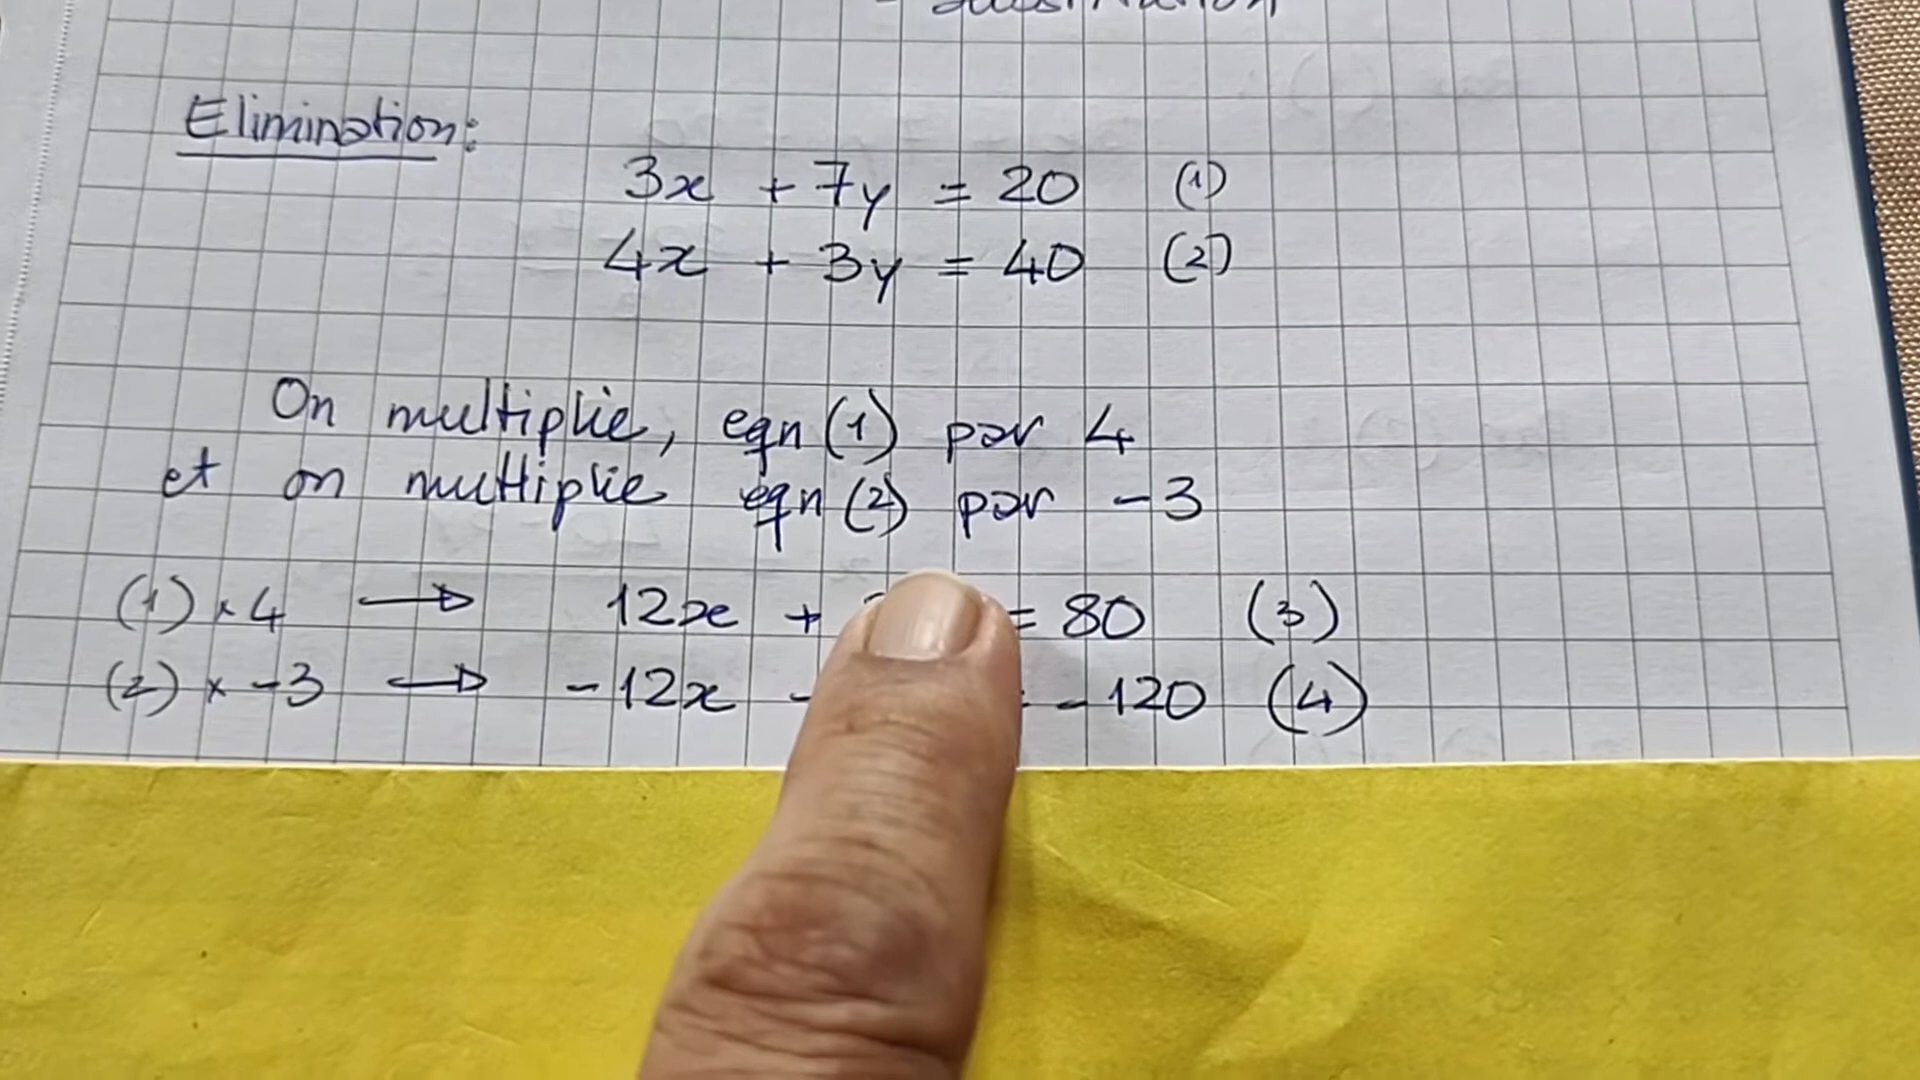 Elimination:
3x + 7y = 20 (1)
4x + 3y = 40 (2)
On multiplie, eqn (1) par 4
et on multiplie eqn (2) par -3
(1) × 4 → 12x + = 80 (3)
(2) × -3 → -12x - = -120 (4)